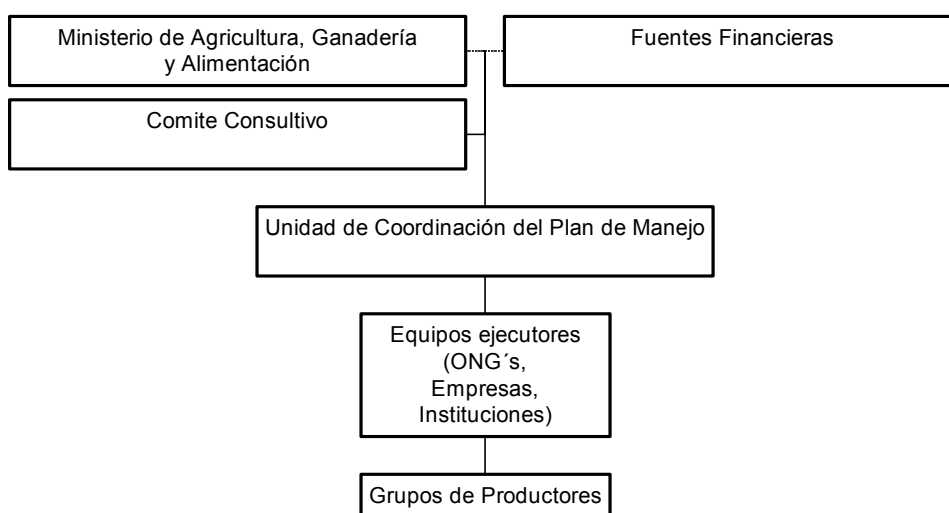 Ministerio de Agricultura, Ganadería
y Alimentación
Fuentes Financieras
Comite Consultivo
Unidad de Coordinación del Plan de Manejo
Equipos ejecutores
(ONG´s,
Empresas,
Instituciones)
Grupos de Productores